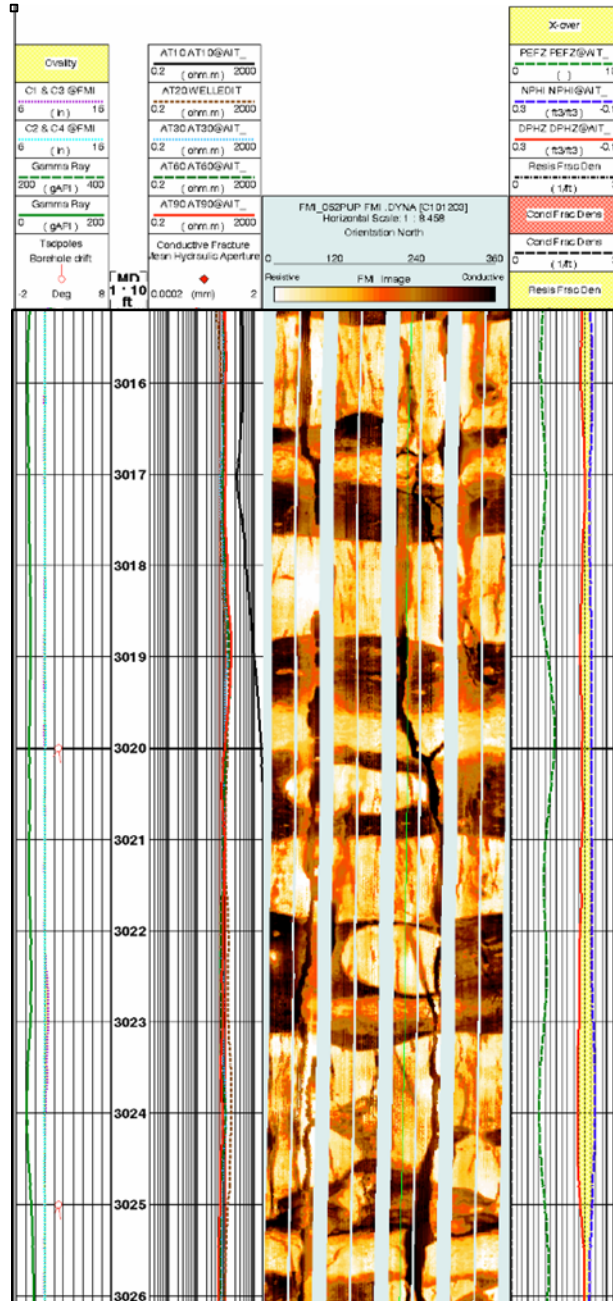 Ovality
C1 & C3 @FMI
6 (in) 16
C2 & C4 @FMI
6 (in) 16
Gamma Ray
200 (gAPI) 400
Gamma Ray
0 (gAPI) 200
Tadpoles
Borehole drift
-2 Deg 8
MD
1 : 10
ft
AT10 AT10@AIT_
0.2 (ohm.m) 2000
AT20 WELLEDIT
0.2 (ohm.m) 2000
AT30 AT30@AIT_
0.2 (ohm.m) 2000
AT60 AT60@AIT_
0.2 (ohm.m) 2000
AT90 AT90@AIT_
0.2 (ohm.m) 2000
Conductive Fracture
Mean Hydraulic Aperture
0.0002 (mm) 2
FMI_052PUP FMI .DYNA [C101203]
Horizontal Scale: 1 : 8.458
Orientation North
0 120 240 360
Resistive FMI Image Conductive
X-over
PEFZ PEFZ@AIT_
0 ( )
NPHI NPHI@AIT_
0.3 (ft3/ft3) -0.1
DPHZ DPHZ@AIT_
0.3 (ft3/ft3) -0.1
Resis Frac Den
0 (1/ft)
Cond Frac Dens
Cond Frac Dens
0 (1/ft)
Resis Frac Den
3016
3017
3018
3019
3020
3021
3022
3023
3024
3025
3026